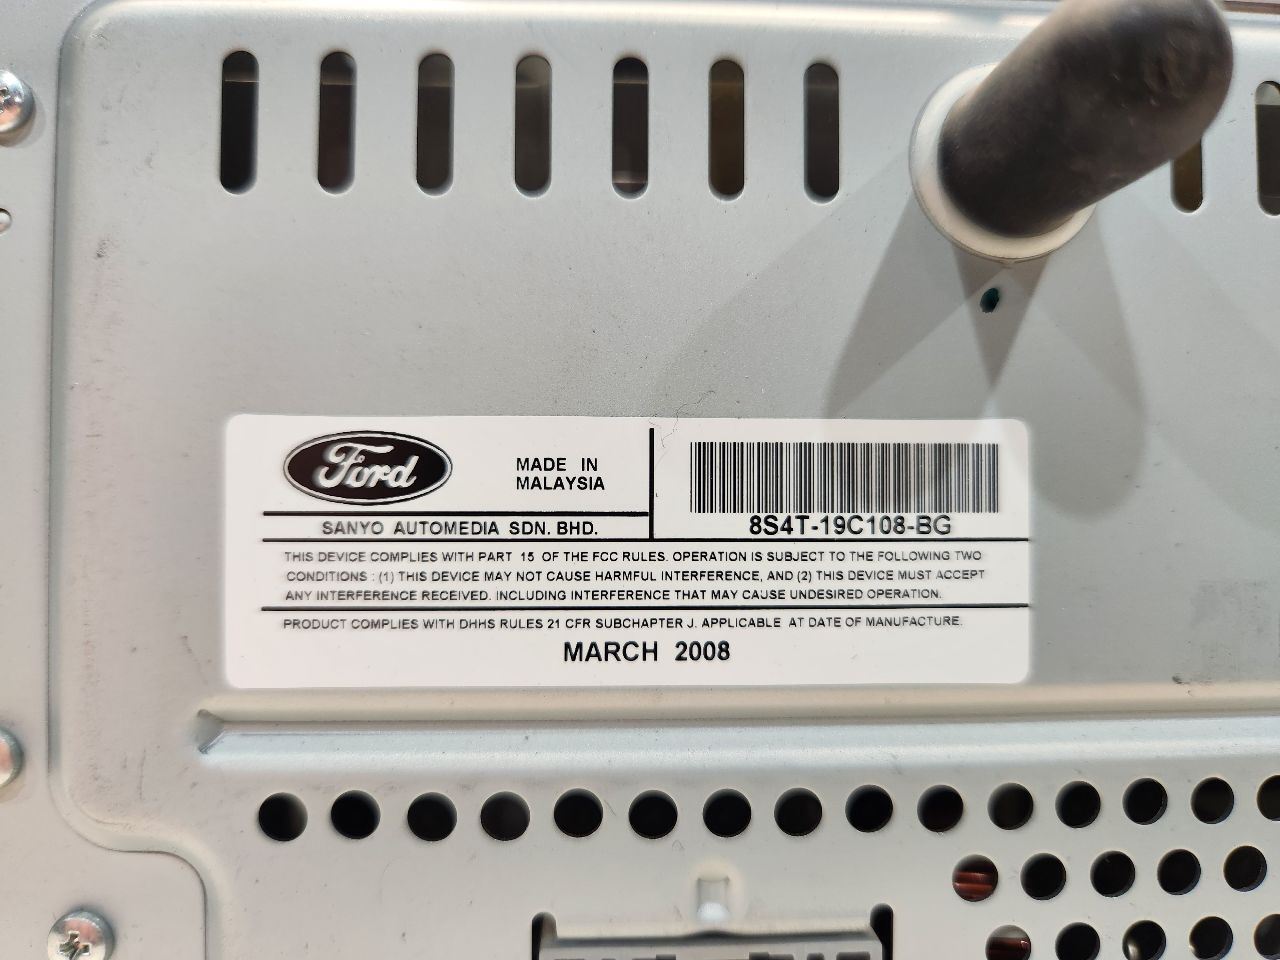 Ford
MADE IN
MALAYSIA
SANYO AUTOMEDIA SDN. BHD.
8S4T-19C108-BG
THIS DEVICE COMPLIES WITH PART 15 OF THE FCC RULES. OPERATION IS SUBJECT TO THE FOLLOWING TWO
CONDITIONS : (1) THIS DEVICE MAY NOT CAUSE HARMFUL INTERFERENCE, AND (2) THIS DEVICE MUST ACCEPT
ANY INTERFERENCE RECEIVED. INCLUDING INTERFERENCE THAT MAY CAUSE UNDESIRED OPERATION.
PRODUCT COMPLIES WITH DHHS RULES 21 CFR SUBCHAPTER J. APPLICABLE AT DATE OF MANUFACTURE.
MARCH 2008